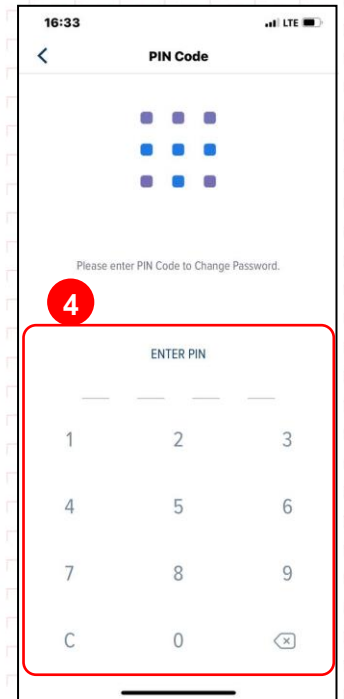 16:33 LTE
PIN Code
Please enter PIN Code to Change Password.
4
ENTER PIN
1 2 3
4 5 6
7 8 9
C 0